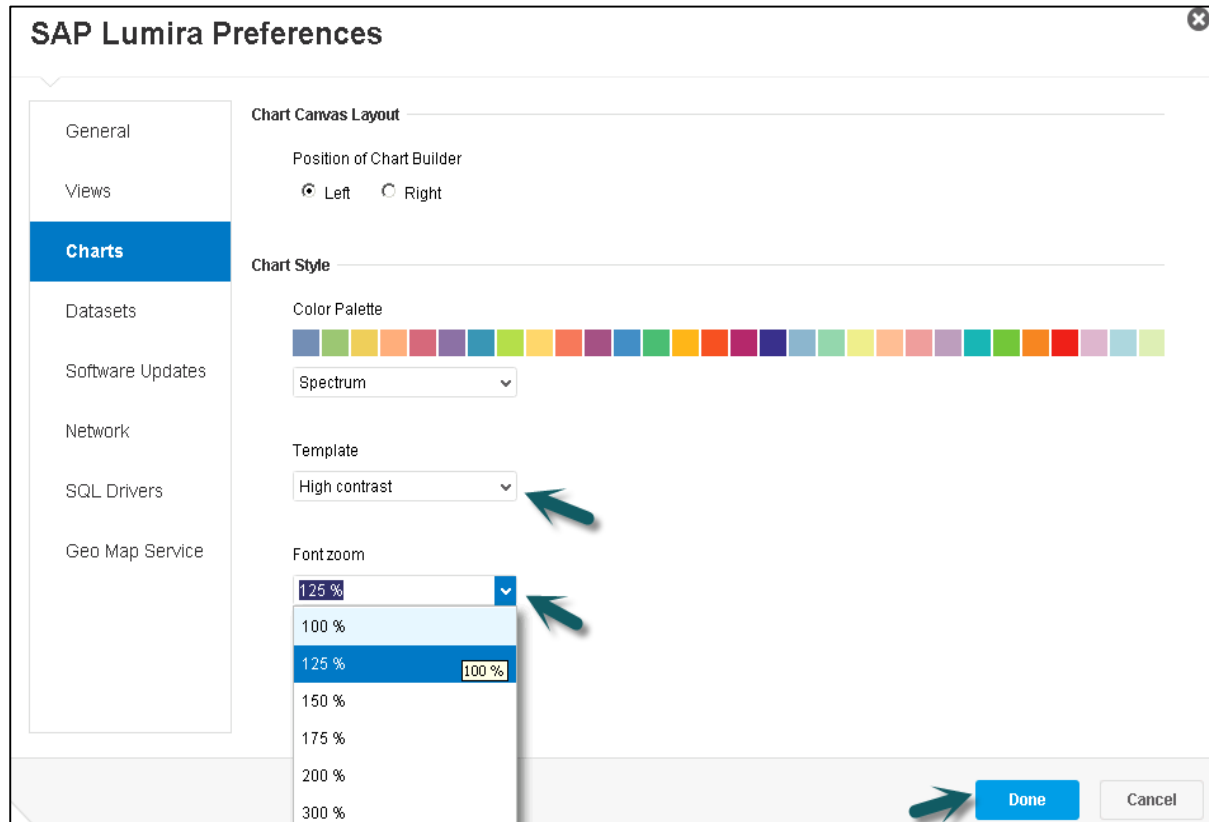 SAP Lumira Preferences
General
Views
Charts
Datasets
Software Updates
Network
SQL Drivers
Geo Map Service
Chart Canvas Layout
Position of Chart Builder
Left Right
Chart Style
Color Palette
Spectrum
Template
High contrast
Font zoom
125 %
100 %
125 %
100 %
150 %
175 %
200 %
300 %
Done Cancel